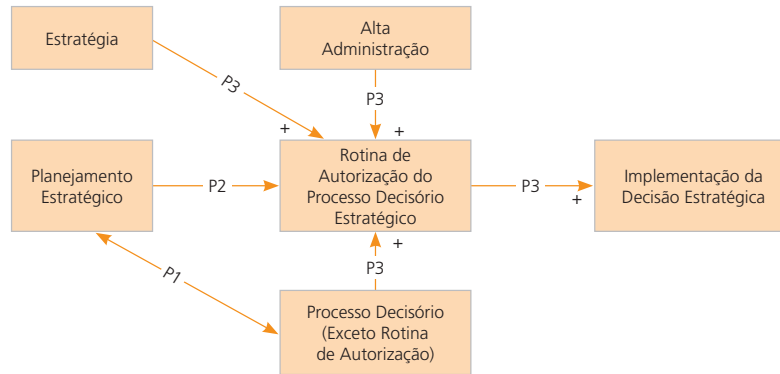 Estratégia
Alta
Administração
P3
P3
+
+
Planejamento
Estratégico
P2
Rotina de
Autorização do
Processo Decisório
Estratégico
P3
+
Implementação da
Decisão Estratégica
+
P3
P1
Processo Decisório
(Exceto Rotina
de Autorização)